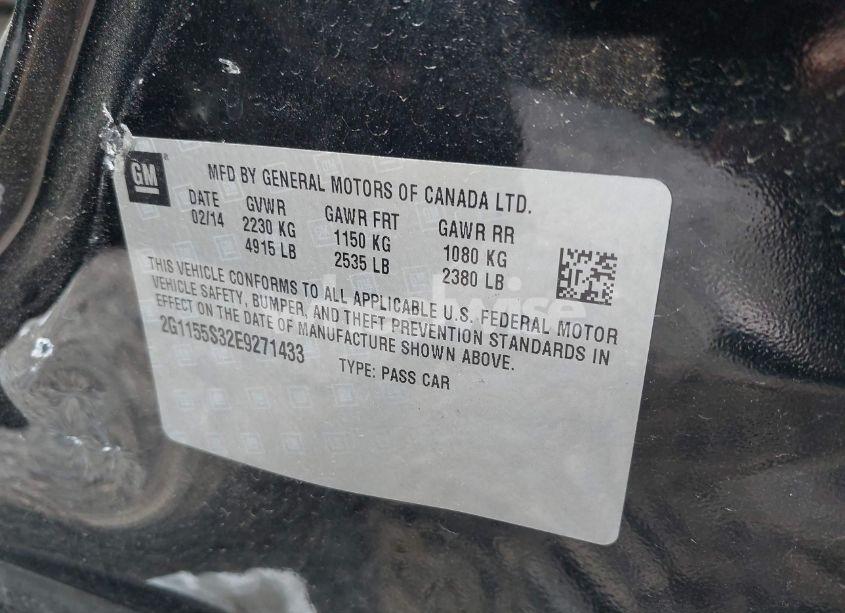 GM
MFD BY GENERAL MOTORS OF CANADA LTD.
DATE GVWR GAWR FRT GAWR RR
02/14 2230 KG 1150 KG 1080 KG
4915 LB 2535 LB 2380 LB
THIS VEHICLE CONFORMS TO ALL APPLICABLE U.S. FEDERAL MOTOR
VEHICLE SAFETY, BUMPER, AND THEFT PREVENTION STANDARDS IN
EFFECT ON THE DATE OF MANUFACTURE SHOWN ABOVE.
2G1155S32E9271433
TYPE: PASS CAR